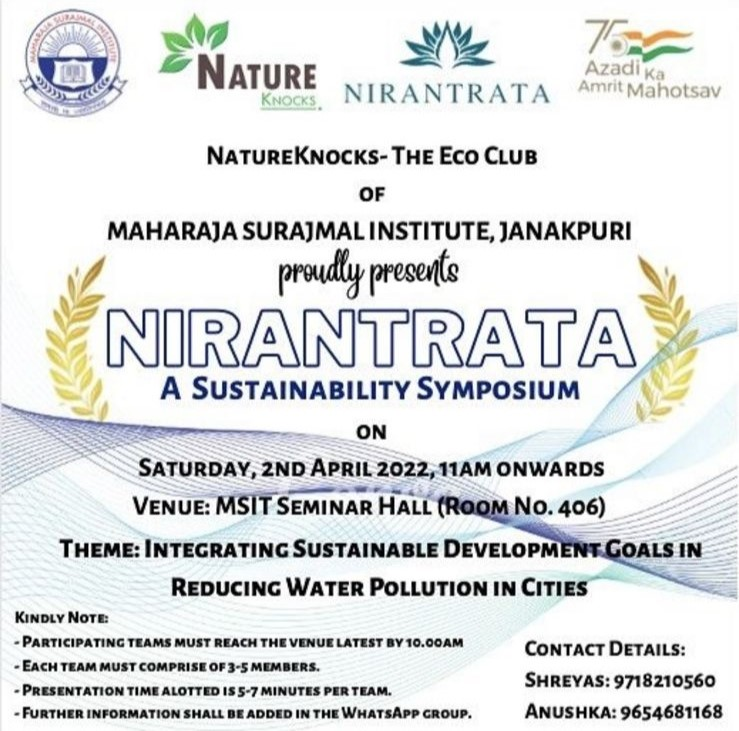 MAHARAJA SURAJMAL INSTITUTE
NATURE
KNOCKS
NIRANTRATA
75
Azadi Ka
Amrit Mahotsav
NATUREKNOCKS- THE ECO CLUB
OF
MAHARAJA SURAJMAL INSTITUTE, JANAKPURI
proudly presents
NIRANTRATA
A SUSTAINABILITY SYMPOSIUM
ON
SATURDAY, 2ND APRIL 2022, 11AM ONWARDS
VENUE: MSIT SEMINAR HALL (ROOM NO. 406)
THEME: INTEGRATING SUSTAINABLE DEVELOPMENT GOALS IN
REDUCING WATER POLLUTION IN CITIES
KINDLY NOTE:
- PARTICIPATING TEAMS MUST REACH THE VENUE LATEST BY 10.00AM
- EACH TEAM MUST COMPRISE OF 3-5 MEMBERS.
- PRESENTATION TIME ALOTTED IS 5-7 MINUTES PER TEAM.
- FURTHER INFORMATION SHALL BE ADDED IN THE WHATSAPP GROUP.
CONTACT DETAILS:
SHREYAS: 9718210560
ANUSHKA: 9654681168